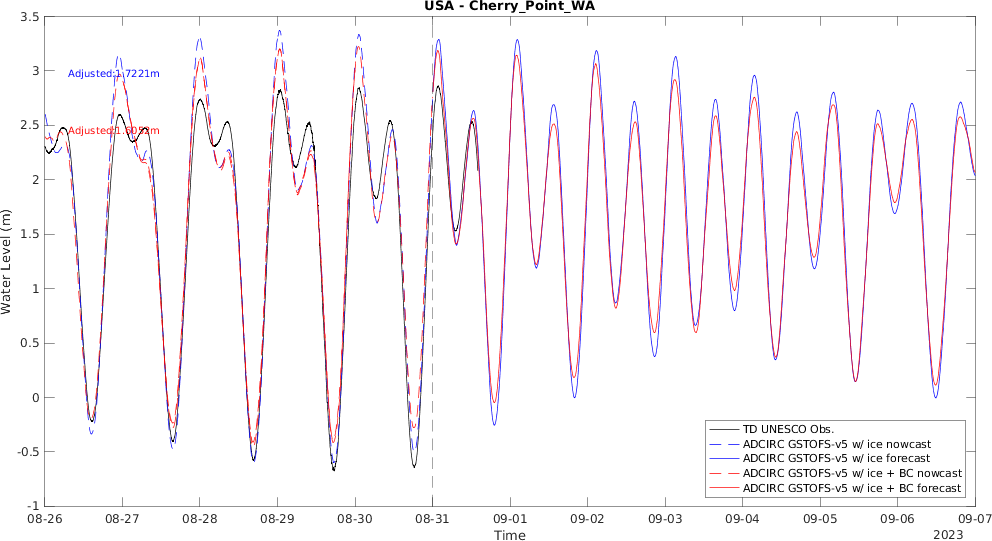 USA - Cherry_Point_WA
3.5
3
2.5
2
1.5
1
0.5
0
-0.5
-1
Water Level (m)
Adjusted:1.7221m
Adjusted:1.6052m
TD UNESCO Obs.
ADCIRC GSTOFS-v5 w/ ice nowcast
ADCIRC GSTOFS-v5 w/ ice forecast
ADCIRC GSTOFS-v5 w/ ice + BC nowcast
ADCIRC GSTOFS-v5 w/ ice + BC forecast
08-26 08-27 08-28 08-29 08-30 08-31 09-01 09-02 09-03 09-04 09-05 09-06 09-07
Time
2023